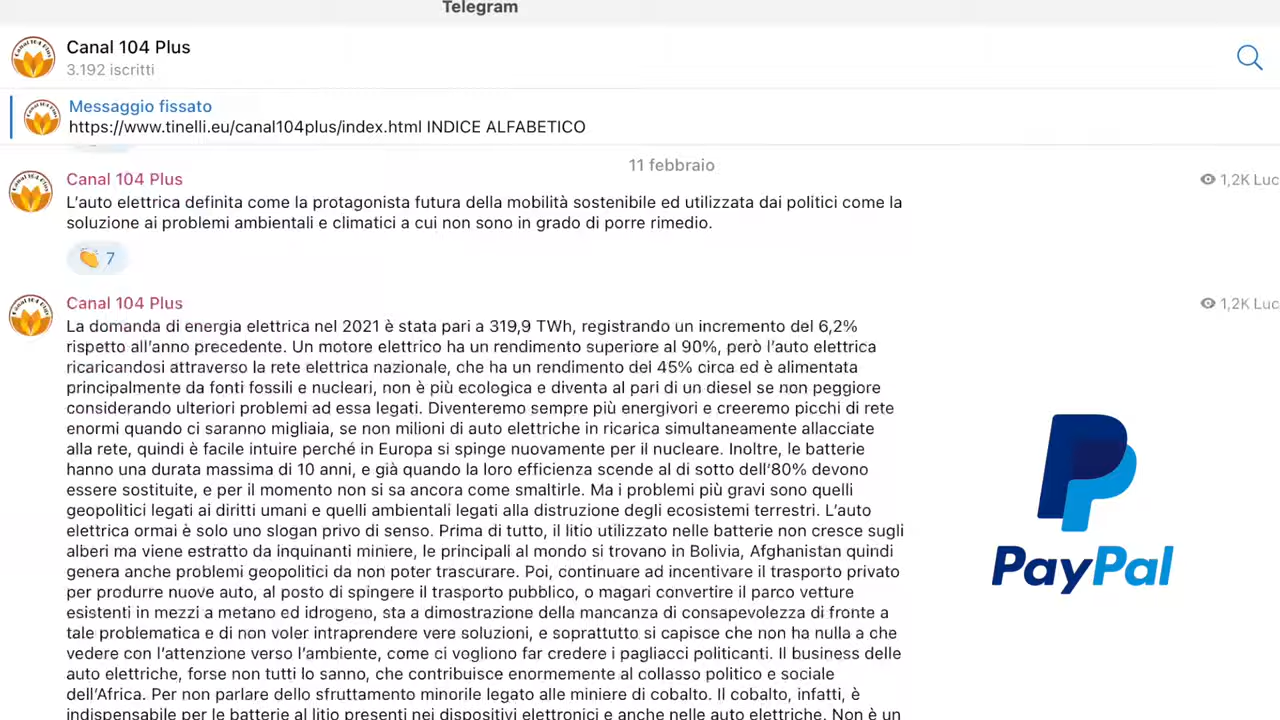 Telegram
Canal 104 Plus
3.192 iscritti
Messaggio fissato
https://www.tinelli.eu/canal104plus/index.html INDICE ALFABETICO
11 febbraio
Canal 104 Plus
1,2K Luc
L'auto elettrica definita come la protagonista futura della mobilità sostenibile ed utilizzata dai politici come la
soluzione ai problemi ambientali e climatici a cui non sono in grado di porre rimedio.
7
Canal 104 Plus
1,2K Luc
La domanda di energia elettrica nel 2021 è stata pari a 319,9 TWh, registrando un incremento del 6,2%
rispetto all'anno precedente. Un motore elettrico ha un rendimento superiore al 90%, però l'auto elettrica
ricaricandosi attraverso la rete elettrica nazionale, che ha un rendimento del 45% circa ed è alimentata
principalmente da fonti fossili e nucleari, non è più ecologica e diventa al pari di un diesel se non peggiore
considerando ulteriori problemi ad essa legati. Diventeremo sempre più energivori e creeremo picchi di rete
enormi quando ci saranno migliaia, se non milioni di auto elettriche in ricarica simultaneamente allacciate
alla rete, quindi è facile intuire perché in Europa si spinge nuovamente per il nucleare. Inoltre, le batterie
hanno una durata massima di 10 anni, e già quando la loro efficienza scende al di sotto dell'80% devono
essere sostituite, e per il momento non si sa ancora come smaltirle. Ma i problemi più gravi sono quelli
geopolitici legati ai diritti umani e quelli ambientali legati alla distruzione degli ecosistemi terrestri. L'auto
elettrica ormai è solo uno slogan privo di senso. Prima di tutto, il litio utilizzato nelle batterie non cresce sugli
alberi ma viene estratto da inquinanti miniere, le principali al mondo si trovano in Bolivia, Afghanistan quindi
genera anche problemi geopolitici da non poter trascurare. Poi, continuare ad incentivare il trasporto privato
per produrre nuove auto, al posto di spingere il trasporto pubblico, o magari convertire il parco vetture
esistenti in mezzi a metano ed idrogeno, sta a dimostrazione della mancanza di consapevolezza di fronte a
tale problematica e di non voler intraprendere vere soluzioni, e soprattutto si capisce che non ha nulla a che
vedere con l'attenzione verso l'ambiente, come ci vogliono far credere i pagliacci politicanti. Il business delle
auto elettriche, forse non tutti lo sanno, che contribuisce enormemente al collasso politico e sociale
dell'Africa. Per non parlare dello sfruttamento minorile legato alle miniere di cobalto. Il cobalto, infatti, è
indispensabile per le batterie al litio presenti nei dispositivi elettronici e anche nelle auto elettriche. Non è un
PayPal